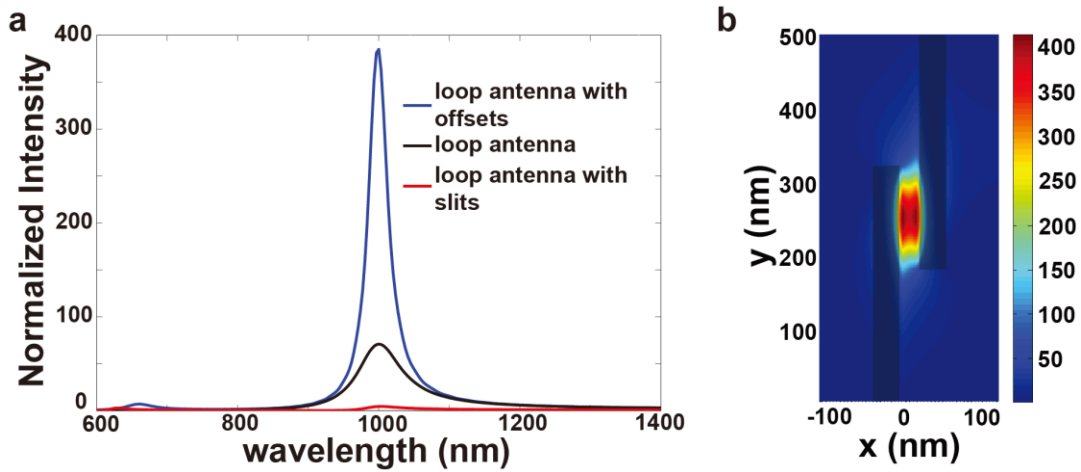 a
Normalized Intensity
400
300
200
100
0
600
800
1000
1200
1400
wavelength (nm)
loop antenna with
offsets
loop antenna
loop antenna with
slits
b
y (nm)
500
400
300
200
100
-100
0
100
x (nm)
400
350
300
250
200
150
100
50